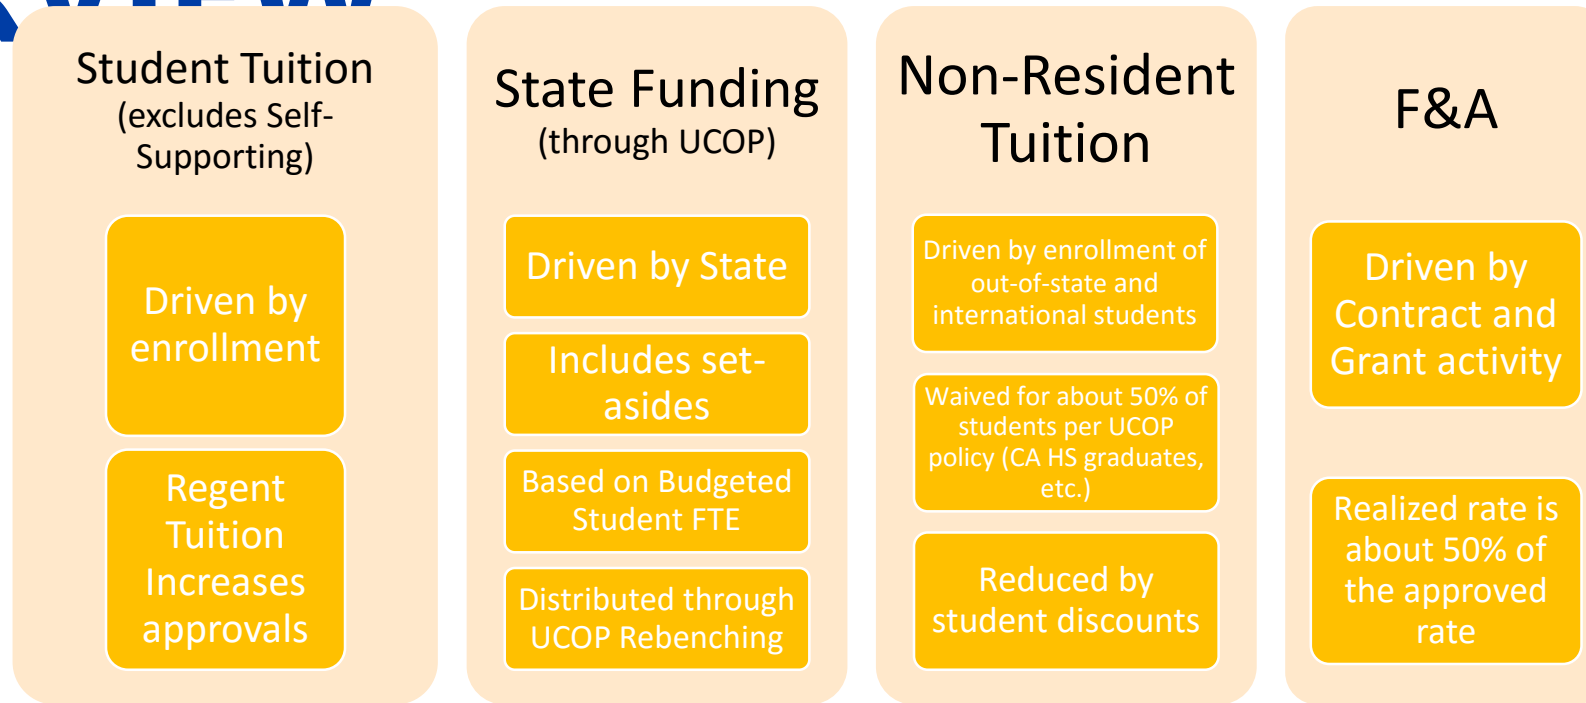 Student Tuition
(excludes Self-
Supporting)
Driven by
enrollment
Regent
Tuition
Increases
approvals
State Funding
(through UCOP)
Driven by State
Includes set-
asides
Based on Budgeted
Student FTE
Distributed through
UCOP Rebenching
Non-Resident
Tuition
Driven by enrollment of
out-of-state and
international students
Waived for about 50% of
students per UCOP
policy (CA HS graduates,
etc.)
Reduced by
student discounts
F&A
Driven by
Contract and
Grant activity
Realized rate is
about 50% of
the approved
rate